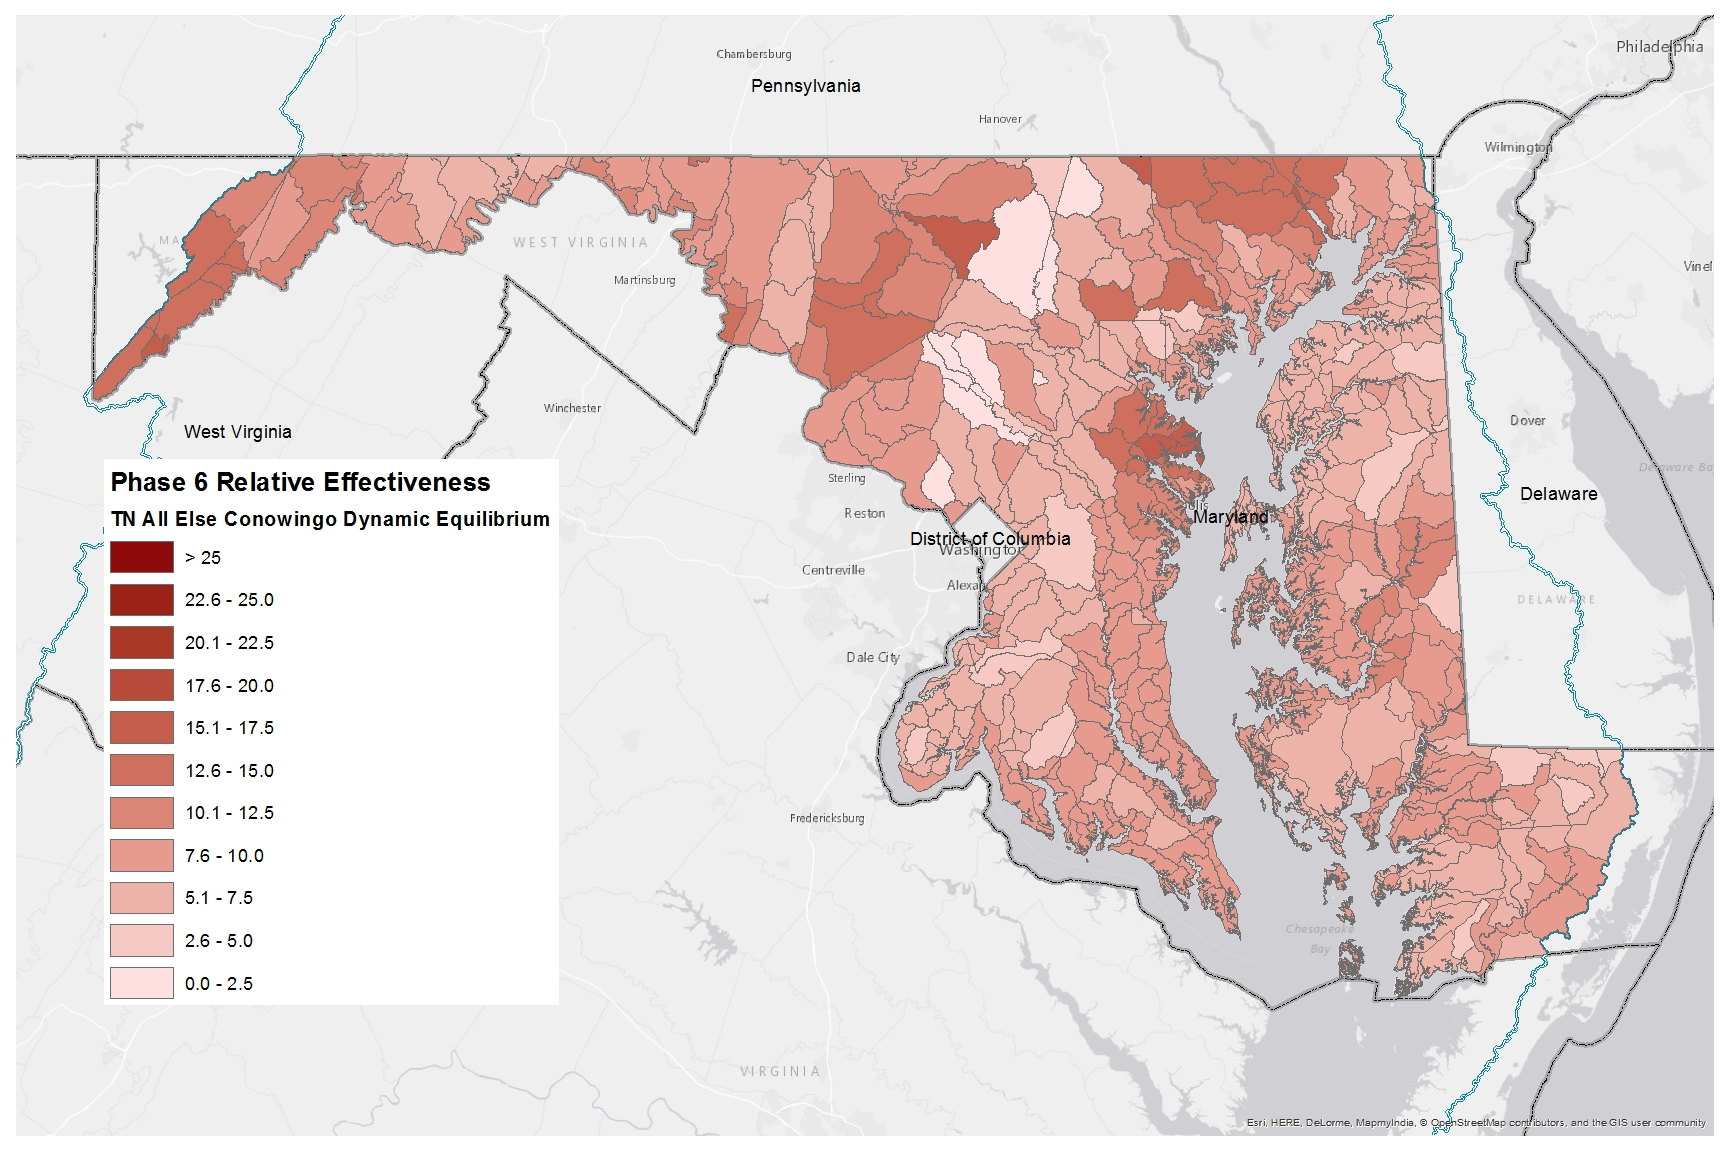 Philadelphia
Chambersburg
Pennsylvania
Hanover
Wilmington
MA
WEST VIRGINIA
Vinel
Martinsburg
Winchester
Dover
West Virginia
Delaware Ba
Phase 6 Relative Effectiveness
TN All Else Conowingo Dynamic Equilibrium
> 25
22.6 - 25.0
20.1 - 22.5
17.6 - 20.0
15.1 - 17.5
12.6 - 15.0
10.1 - 12.5
7.6 - 10.0
5.1 - 7.5
2.6 - 5.0
0.0 - 2.5
Sterling
Delaware
Reston
Maryland
District of Columbia
Washington
Centreville
Alexa
DELAWARE
Dale City
Fredericksburg
Chesapeake
Bay
VIRGINIA
Esri, HERE, DeLorme, MapmyIndia, © OpenStreetMap contributors, and the GIS user community